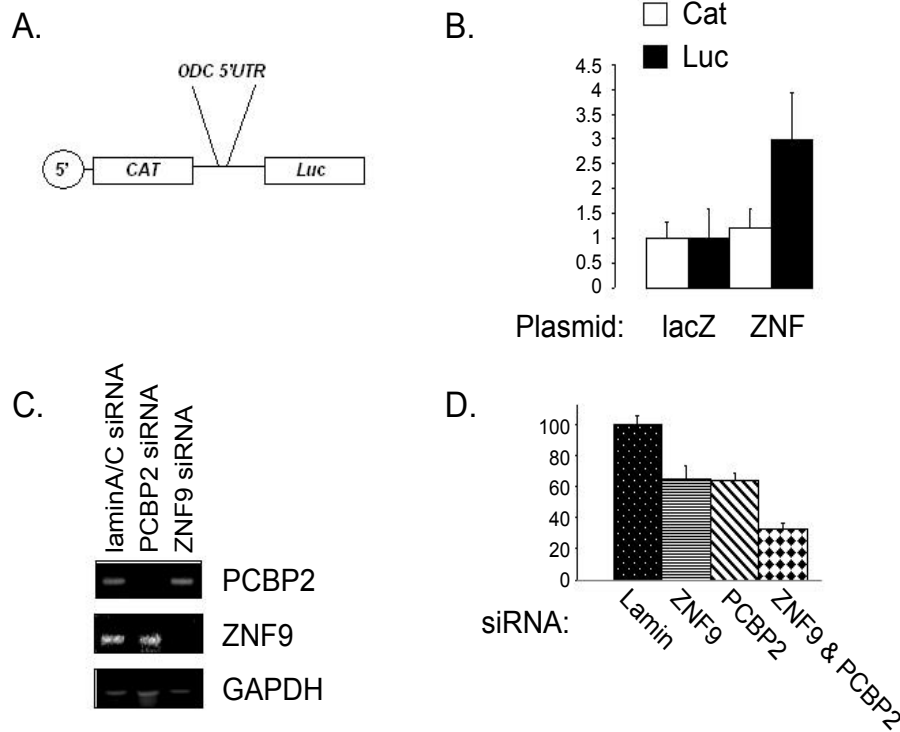 A.
ODC 5'UTR
5'
CAT
Luc
B.
Cat
Luc
4.5
4
3.5
3
2.5
2
1.5
1
0.5
0
Plasmid: lacZ ZNF
C.
laminA/C siRNA
PCBP2 siRNA
ZNF9 siRNA
PCBP2
ZNF9
GAPDH
D.
100
80
60
40
20
0
siRNA:
Lamin
ZNF9
PCBP2
ZNF9 & PCBP2